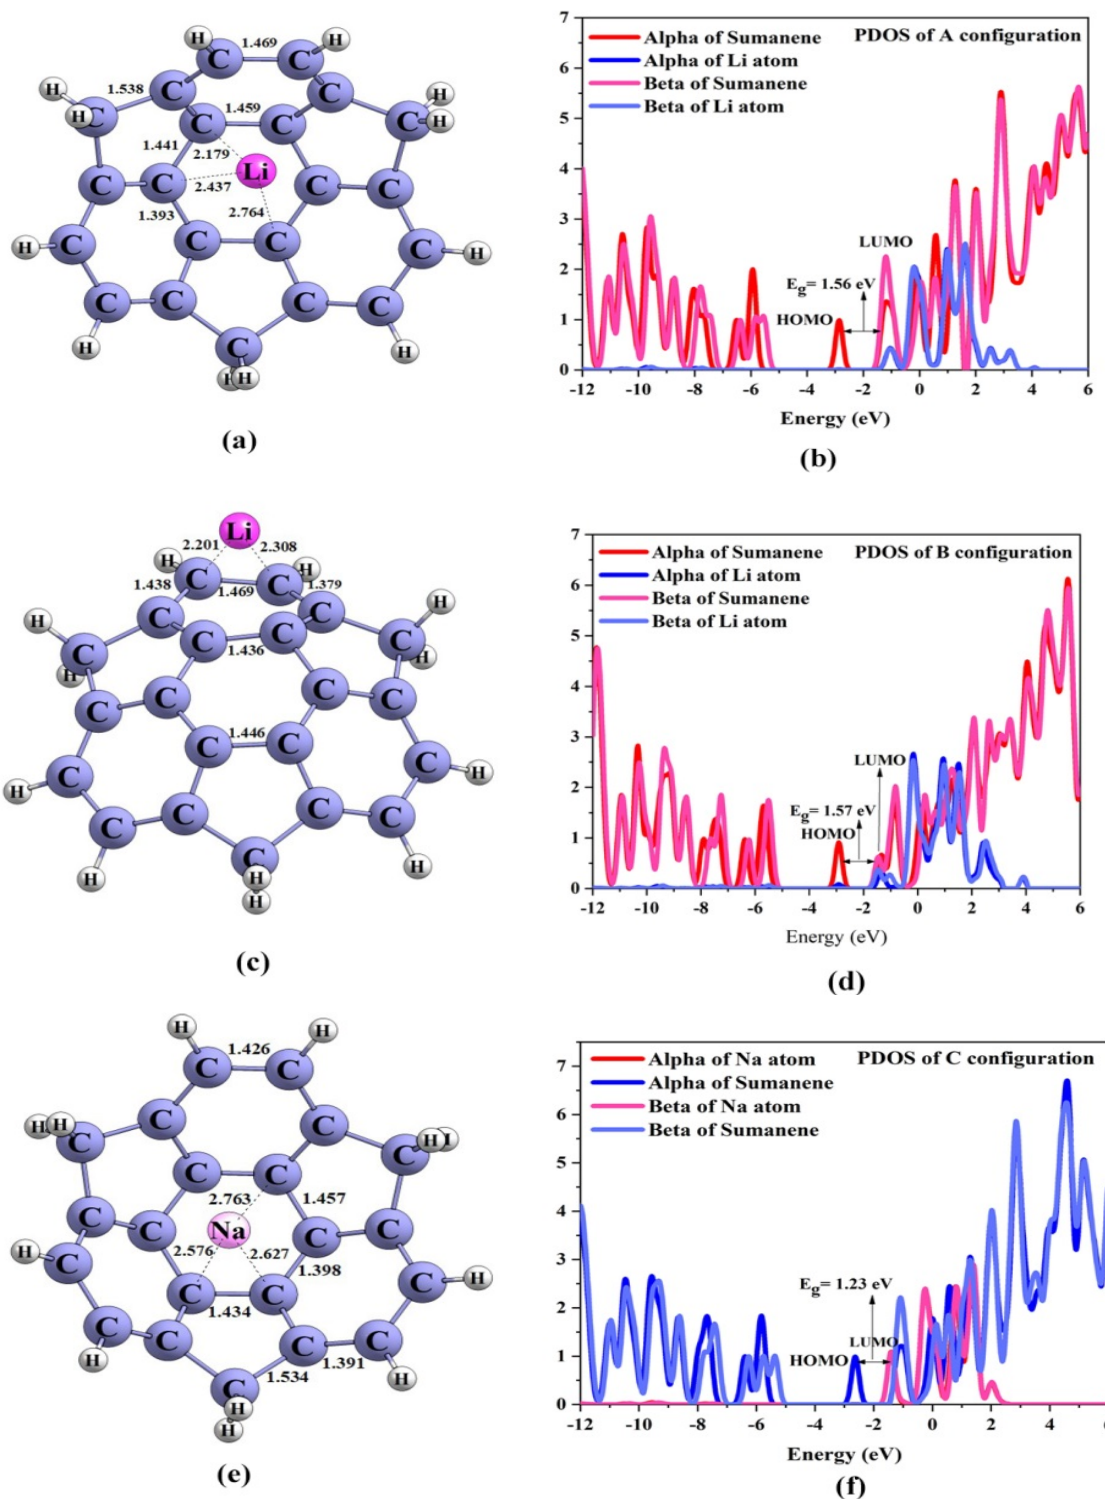 H
1.469
H
C
C
1.538
C
C
H
H
1.459
H
H
C
C
C
C
1.441
2.179
Li
C
C
2.437
C
C
1.393
2.764
H
C
C
C
C
H
C
C
C
C
H
H
C
H
H
(a)
7
6
5
4
3
2
1
0
Alpha of Sumanene
Alpha of Li atom
Beta of Sumanene
Beta of Li atom
PDOS of A configuration
LUMO
Eg= 1.56 eV
HOMO
-12 -10 -8 -6 -4 -2 0 2 4 6
Energy (eV)
(b)
Li
2.201
2.308
H
C
C
H
1.438
1.469
1.379
H
C
C
H
C
C
C
C
H
1.436
H
C
C
C
C
1.446
C
C
H
C
C
H
C
C
C
C
H
C
H
H
H
(c)
7
6
5
4
3
2
1
0
Alpha of Sumanene
Alpha of Li atom
Beta of Sumanene
Beta of Li atom
PDOS of B configuration
LUMO
Eg= 1.57 eV
HOMO
-12 -10 -8 -6 -4 -2 0 2 4 6
Energy (eV)
(d)
H
H
1.426
C
C
H
H
C
C
H
C
C
C
C
2.763
1.457
C
C
Na
C
C
H
2.576
2.627
C
1.398
C
H
C
C
1.434
C
C
C
C
H
1.391
H
1.534
C
H
H
(e)
7
6
5
4
3
2
1
0
Alpha of Na atom
Alpha of Sumanene
Beta of Na atom
Beta of Sumanene
PDOS of C configuration
Eg= 1.23 eV
LUMO
HOMO
-12 -10 -8 -6 -4 -2 0 2 4
Energy (eV)
(f)